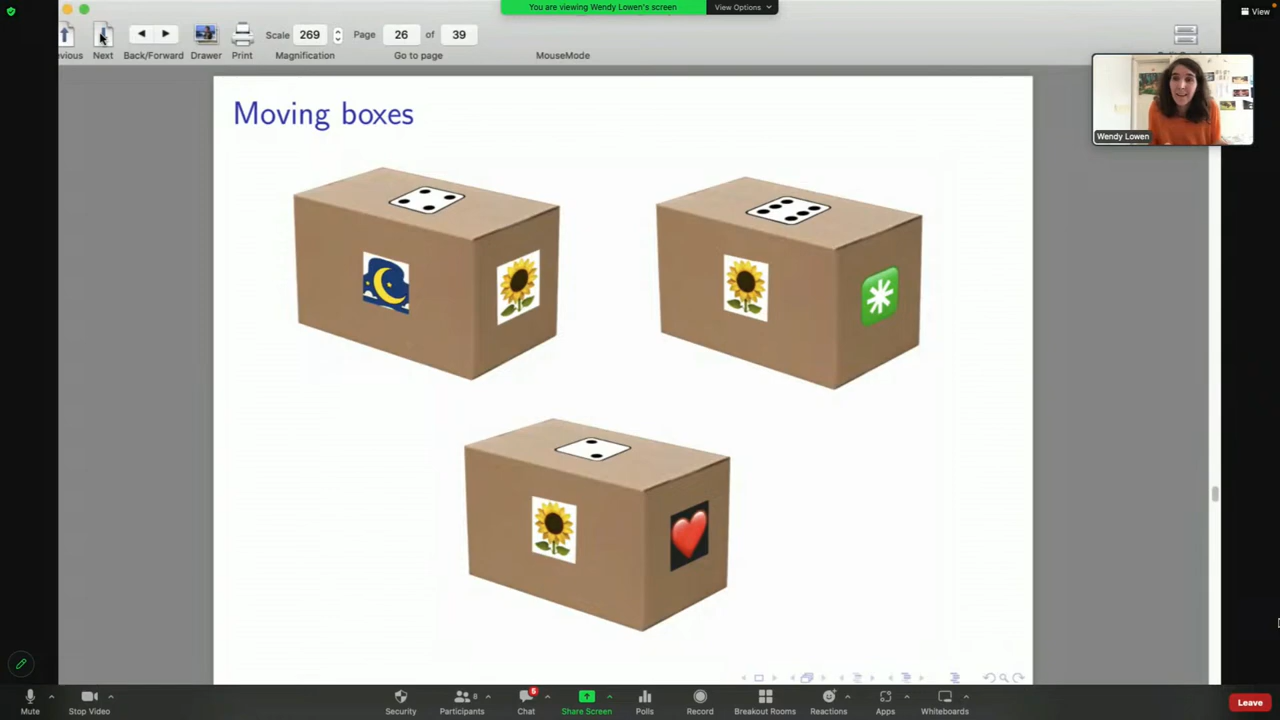 You are viewing Wendy Lowen's screen
View Options
View
vious
Next
Back/Forward
Drawer
Print
Scale 269
Magnification
Page 26 of 39
Go to page
MouseMode
Wendy Lowen
Moving boxes
Mute
Stop Video
Security
Participants 8
Chat 5
Share Screen
Polls
Record
Breakout Rooms
Reactions
Apps
Whiteboards
Leave